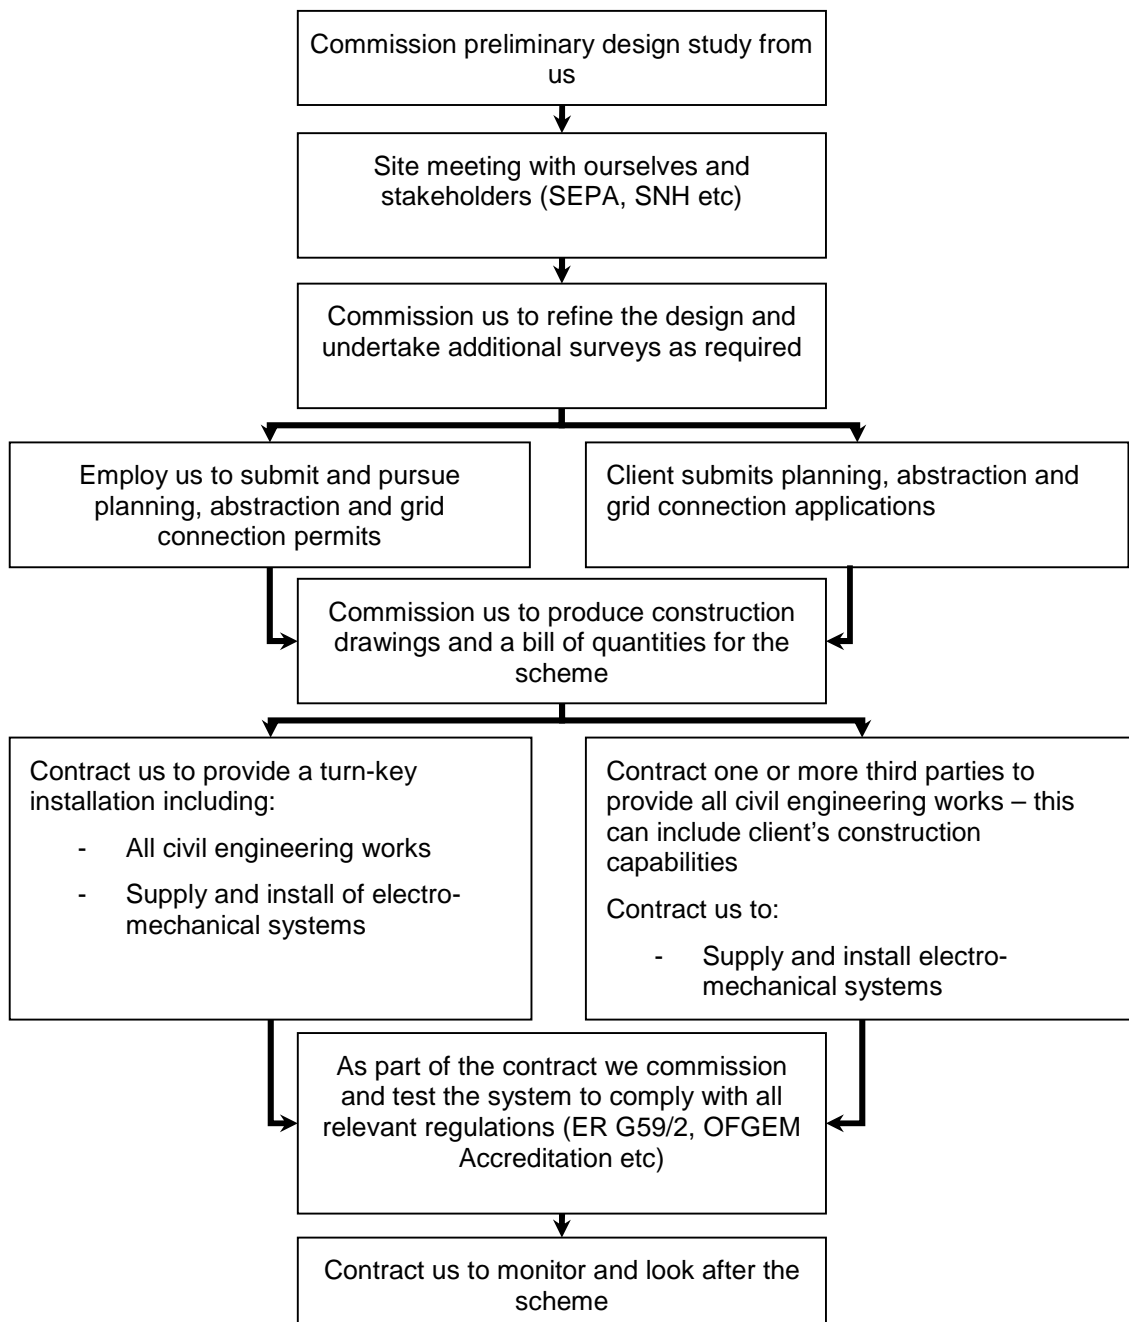 Commission preliminary design study from
us
Site meeting with ourselves and
stakeholders (SEPA, SNH etc)
Commission us to refine the design and
undertake additional surveys as required
Employ us to submit and pursue
planning, abstraction and grid
connection permits
Client submits planning, abstraction and
grid connection applications
Commission us to produce construction
drawings and a bill of quantities for the
scheme
Contract us to provide a turn-key
installation including:
- All civil engineering works
- Supply and install of electro-
mechanical systems
Contract one or more third parties to
provide all civil engineering works – this
can include client’s construction
capabilities
Contract us to:
- Supply and install electro-
mechanical systems
As part of the contract we commission
and test the system to comply with all
relevant regulations (ER G59/2, OFGEM
Accreditation etc)
Contract us to monitor and look after the
scheme